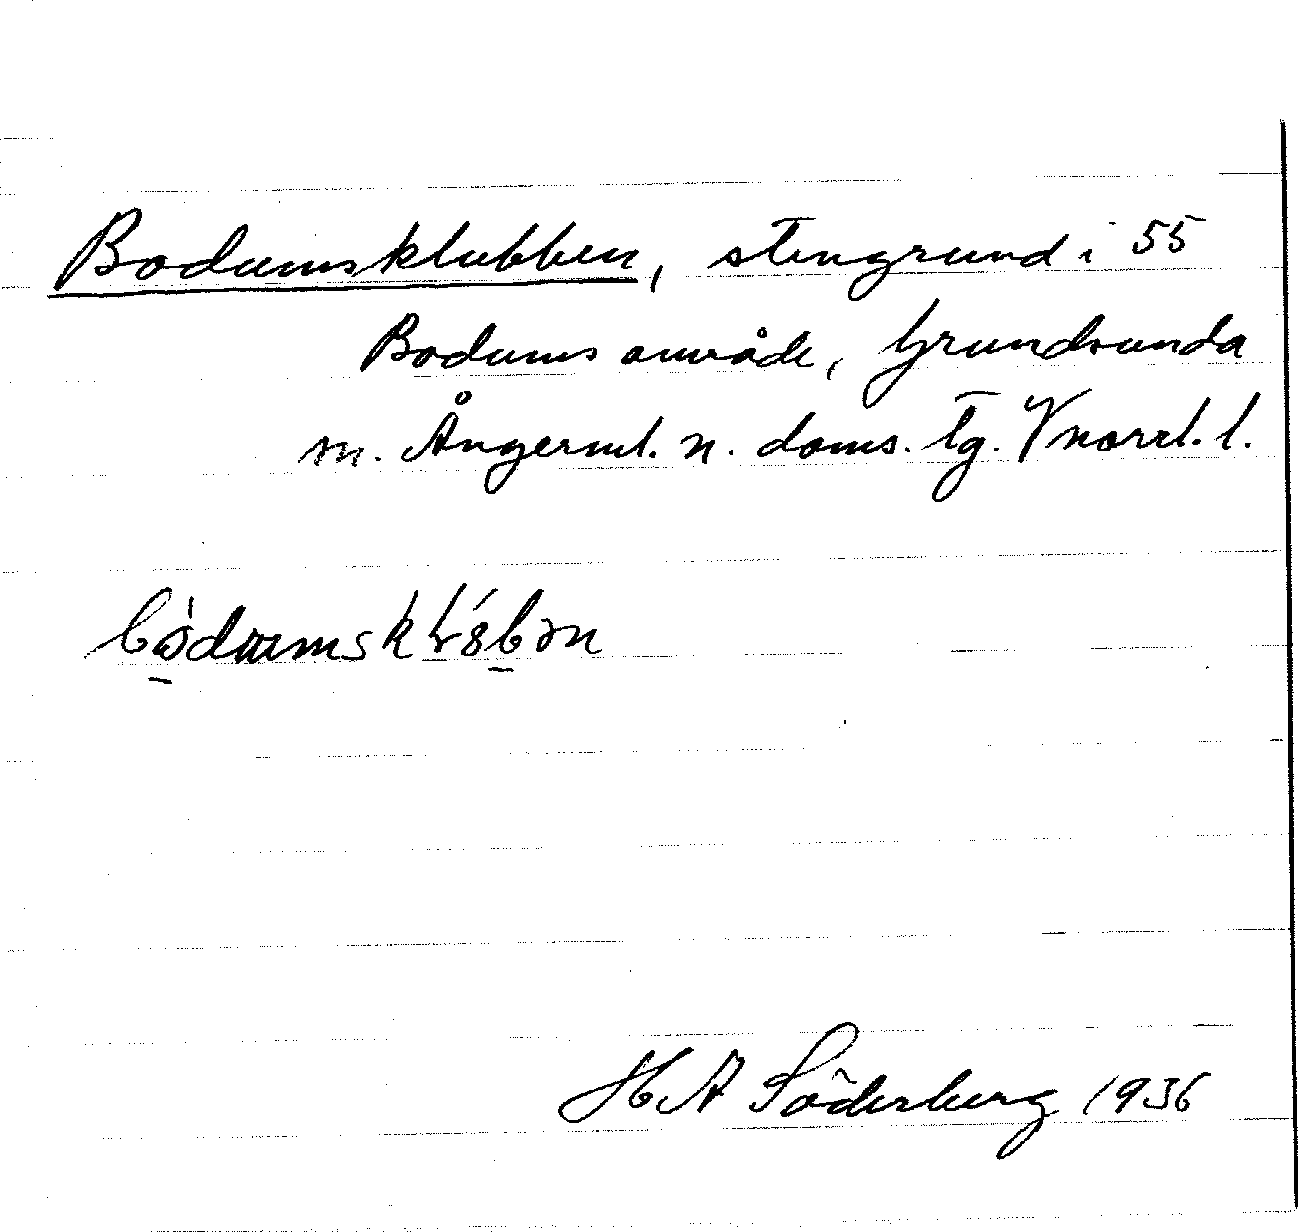 Bodumsklubben, stengrund i 55
Bodums område, Grundsunda
sn. Ångerml. n. doms. tg. Vnorrl. l.
H A Söderberg 1936